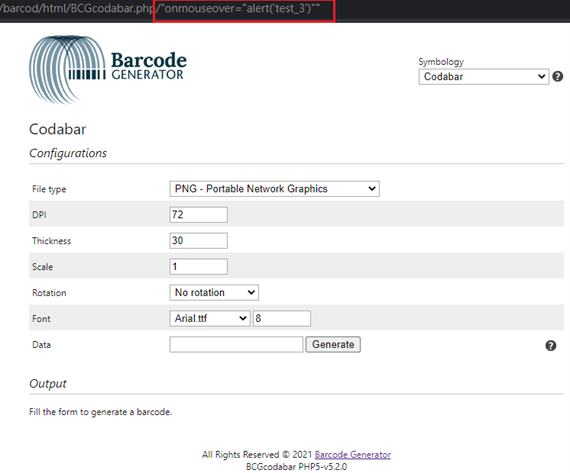 /barcod/html/BCGcodabar.php/"onmouseover="alert('test_3')""
Barcode
GENERATOR
Symbology
Codabar
Codabar
Configurations
File type PNG - Portable Network Graphics
DPI 72
Thickness 30
Scale 1
Rotation No rotation
Font Arial.ttf 8
Data Generate ?
Output
Fill the form to generate a barcode.
All Rights Reserved © 2021 Barcode Generator
BCGcodabar PHP5-v5.2.0